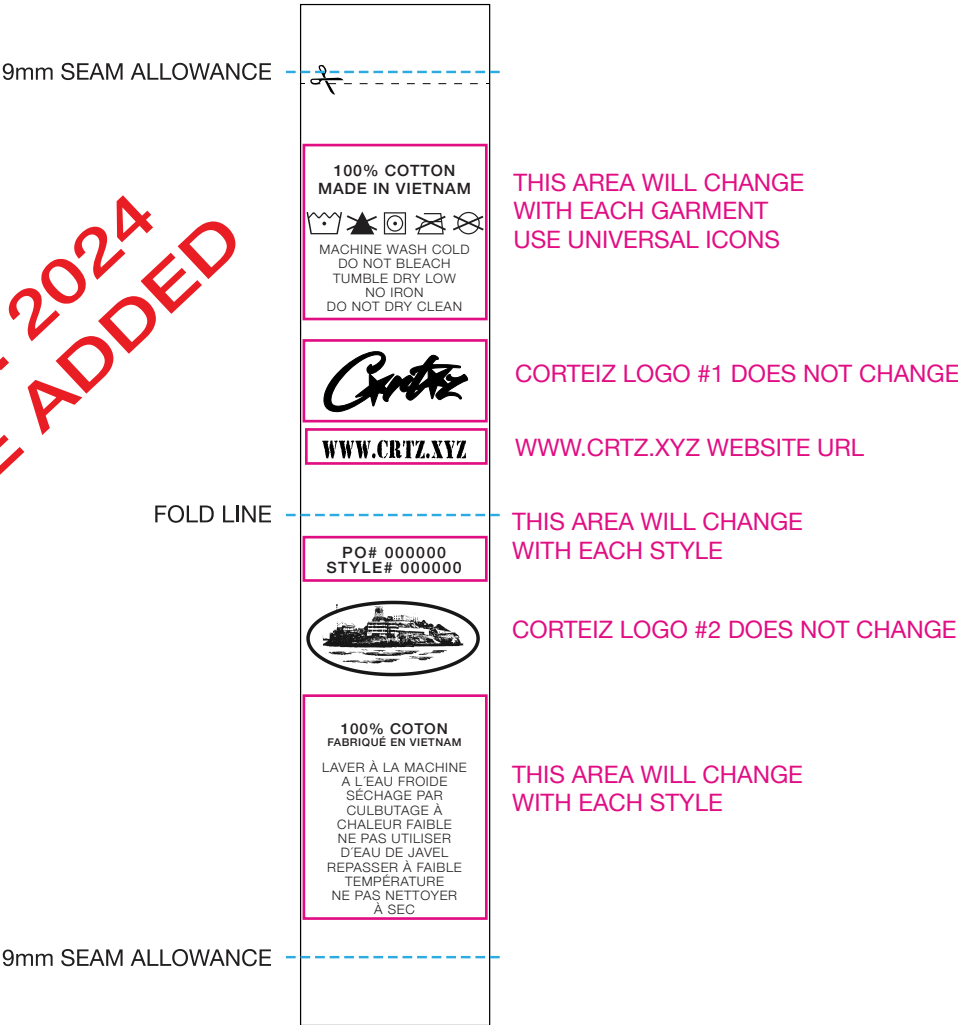 9mm SEAM ALLOWANCE
100% COTTON
MADE IN VIETNAM
MACHINE WASH COLD
DO NOT BLEACH
TUMBLE DRY LOW
NO IRON
DO NOT DRY CLEAN
THIS AREA WILL CHANGE
WITH EACH GARMENT
USE UNIVERSAL ICONS
2024
ADDED
Crtz
CORTEIZ LOGO #1 DOES NOT CHANGE
WWW.CRTZ.XYZ
WWW.CRTZ.XYZ WEBSITE URL
FOLD LINE
THIS AREA WILL CHANGE
WITH EACH STYLE
PO# 000000
STYLE# 000000
CORTEIZ LOGO #2 DOES NOT CHANGE
100% COTON
FABRIQUÉ EN VIETNAM
LAVER À LA MACHINE
A L´EAU FROIDE
SÉCHAGE PAR
CULBUTAGE À
CHALEUR FAIBLE
NE PAS UTILISER
D´EAU DE JAVEL
REPASSER À FAIBLE
TEMPÉRATURE
NE PAS NETTOYER
À SEC
THIS AREA WILL CHANGE
WITH EACH STYLE
9mm SEAM ALLOWANCE